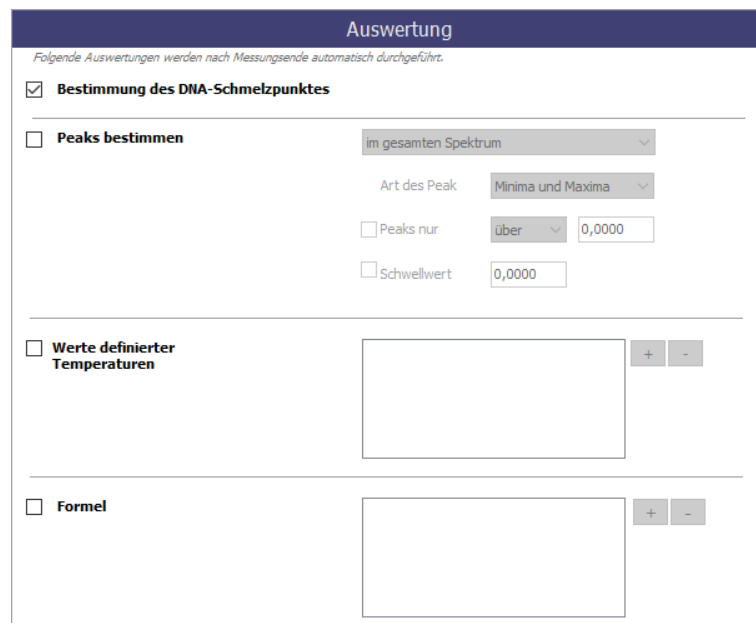 Auswertung
Folgende Auswertungen werden nach Messungsende automatisch durchgeführt.
Bestimmung des DNA-Schmelzpunktes
Peaks bestimmen
im gesamten Spektrum
Art des Peak
Minima und Maxima
Peaks nur
über
0,0000
Schwellwert
0,0000
Werte definierter
Temperaturen
+ -
Formel
+ -